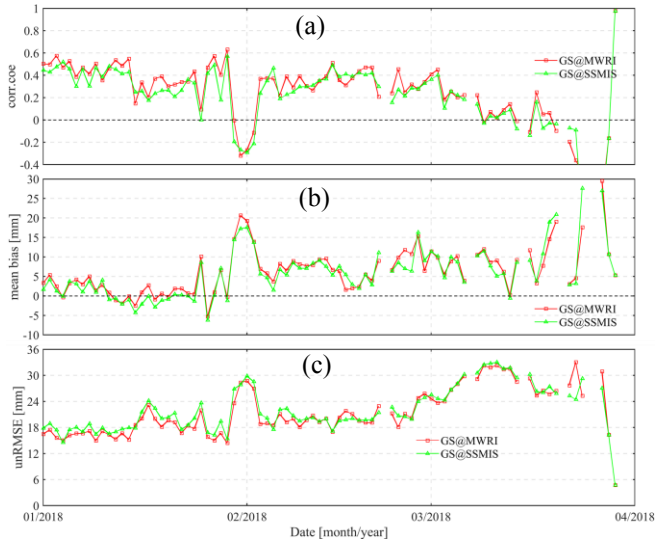 (a)
corr.coe
1
0.8
0.6
0.4
0.2
0
-0.2
-0.4
GS@MWRI
GS@SSMIS
(b)
mean bias [mm]
30
25
20
15
10
5
0
-5
-10
GS@MWRI
GS@SSMIS
(c)
unRMSE [mm]
36
30
24
18
12
6
0
GS@MWRI
GS@SSMIS
01/2018 02/2018 03/2018 04/2018
Date [month/year]